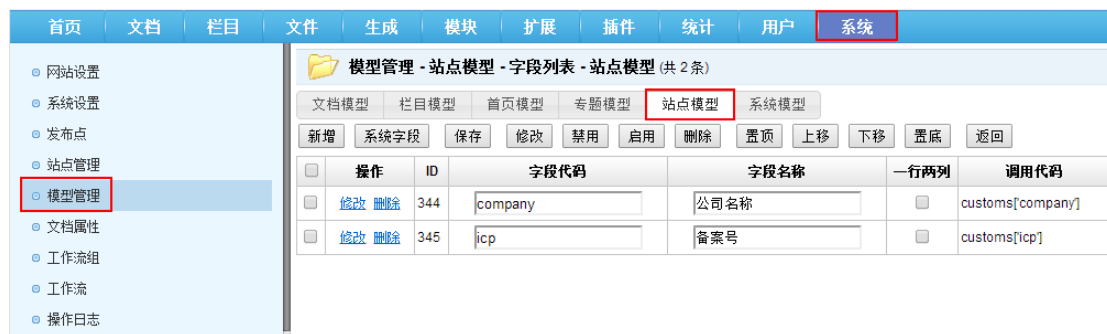 首页 文档 栏目 文件 生成 模块 扩展 插件 统计 用户 系统
网站设置
系统设置
发布点
站点管理
模型管理
文档属性
工作流组
工作流
操作日志
模型管理 - 站点模型 - 字段列表 - 站点模型 (共 2 条)
文档模型 栏目模型 首页模型 专题模型 站点模型 系统模型
新增 系统字段 保存 修改 禁用 启用 删除 置顶 上移 下移 置底 返回
操作 ID 字段代码 字段名称 一行两列 调用代码
修改 删除 344 company 公司名称 customs['company']
修改 删除 345 icp 备案号 customs['icp']